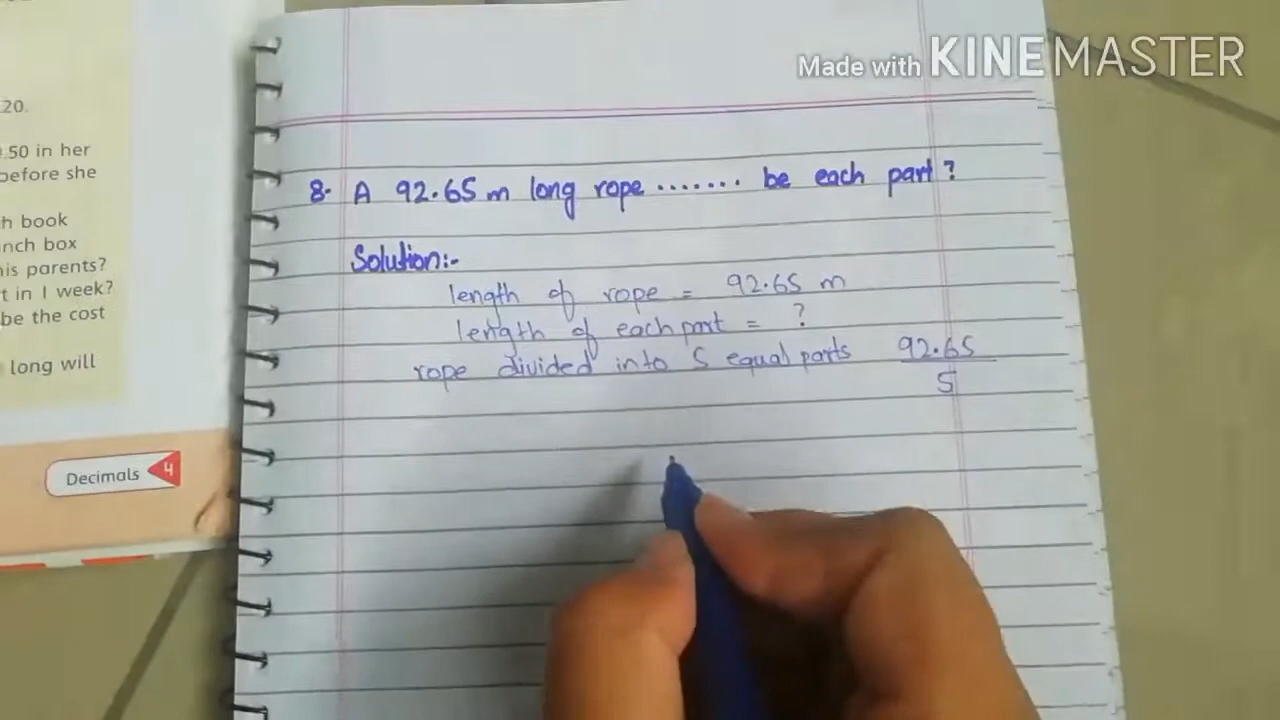 Made with KINEMASTER
20.
.50 in her
before she
h book
nch box
his parents?
t in 1 week?
be the cost
long will
Decimals 4
8. A 92.65 m long rope ....... be each part?
Solution:-
length of rope = 92.65 m
length of each part = ?
rope divided into 5 equal parts 92.65
5